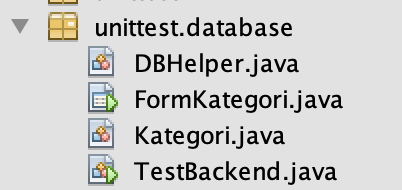 unittest.database
DBHelper.java
FormKategori.java
Kategori.java
TestBackend.java